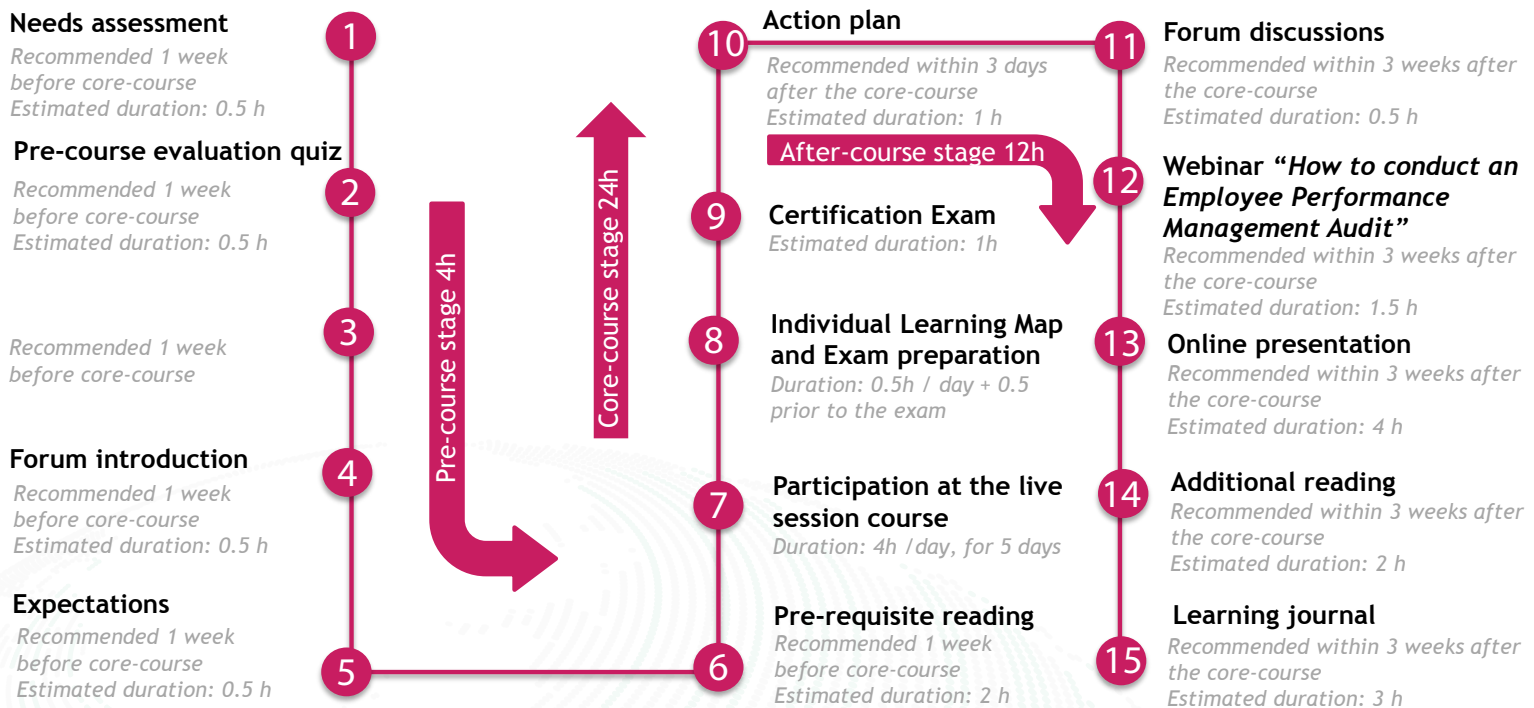 Needs assessment
Recommended 1 week
before core-course
Estimated duration: 0.5 h
1
Pre-course evaluation quiz
Recommended 1 week
before core-course
Estimated duration: 0.5 h
2
3
Recommended 1 week
before core-course
Forum introduction
Recommended 1 week
before core-course
Estimated duration: 0.5 h
4
Expectations
Recommended 1 week
before core-course
Estimated duration: 0.5 h
5
Pre-course stage 4h
Core-course stage 24h
Pre-requisite reading
Recommended 1 week
before core-course
Estimated duration: 2 h
6
7
Participation at the live
session course
Duration: 4h /day, for 5 days
8
Individual Learning Map
and Exam preparation
Duration: 0.5h / day + 0.5
prior to the exam
9
Certification Exam
Estimated duration: 1h
10
Action plan
Recommended within 3 days
after the core-course
Estimated duration: 1 h
After-course stage 12h
11
Forum discussions
Recommended within 3 weeks after
the core-course
Estimated duration: 0.5 h
12
Webinar “How to conduct an
Employee Performance
Management Audit”
Recommended within 3 weeks after
the core-course
Estimated duration: 1.5 h
13
Online presentation
Recommended within 3 weeks after
the core-course
Estimated duration: 4 h
14
Additional reading
Recommended within 3 weeks after
the core-course
Estimated duration: 2 h
15
Learning journal
Recommended within 3 weeks after
the core-course
Estimated duration: 3 h